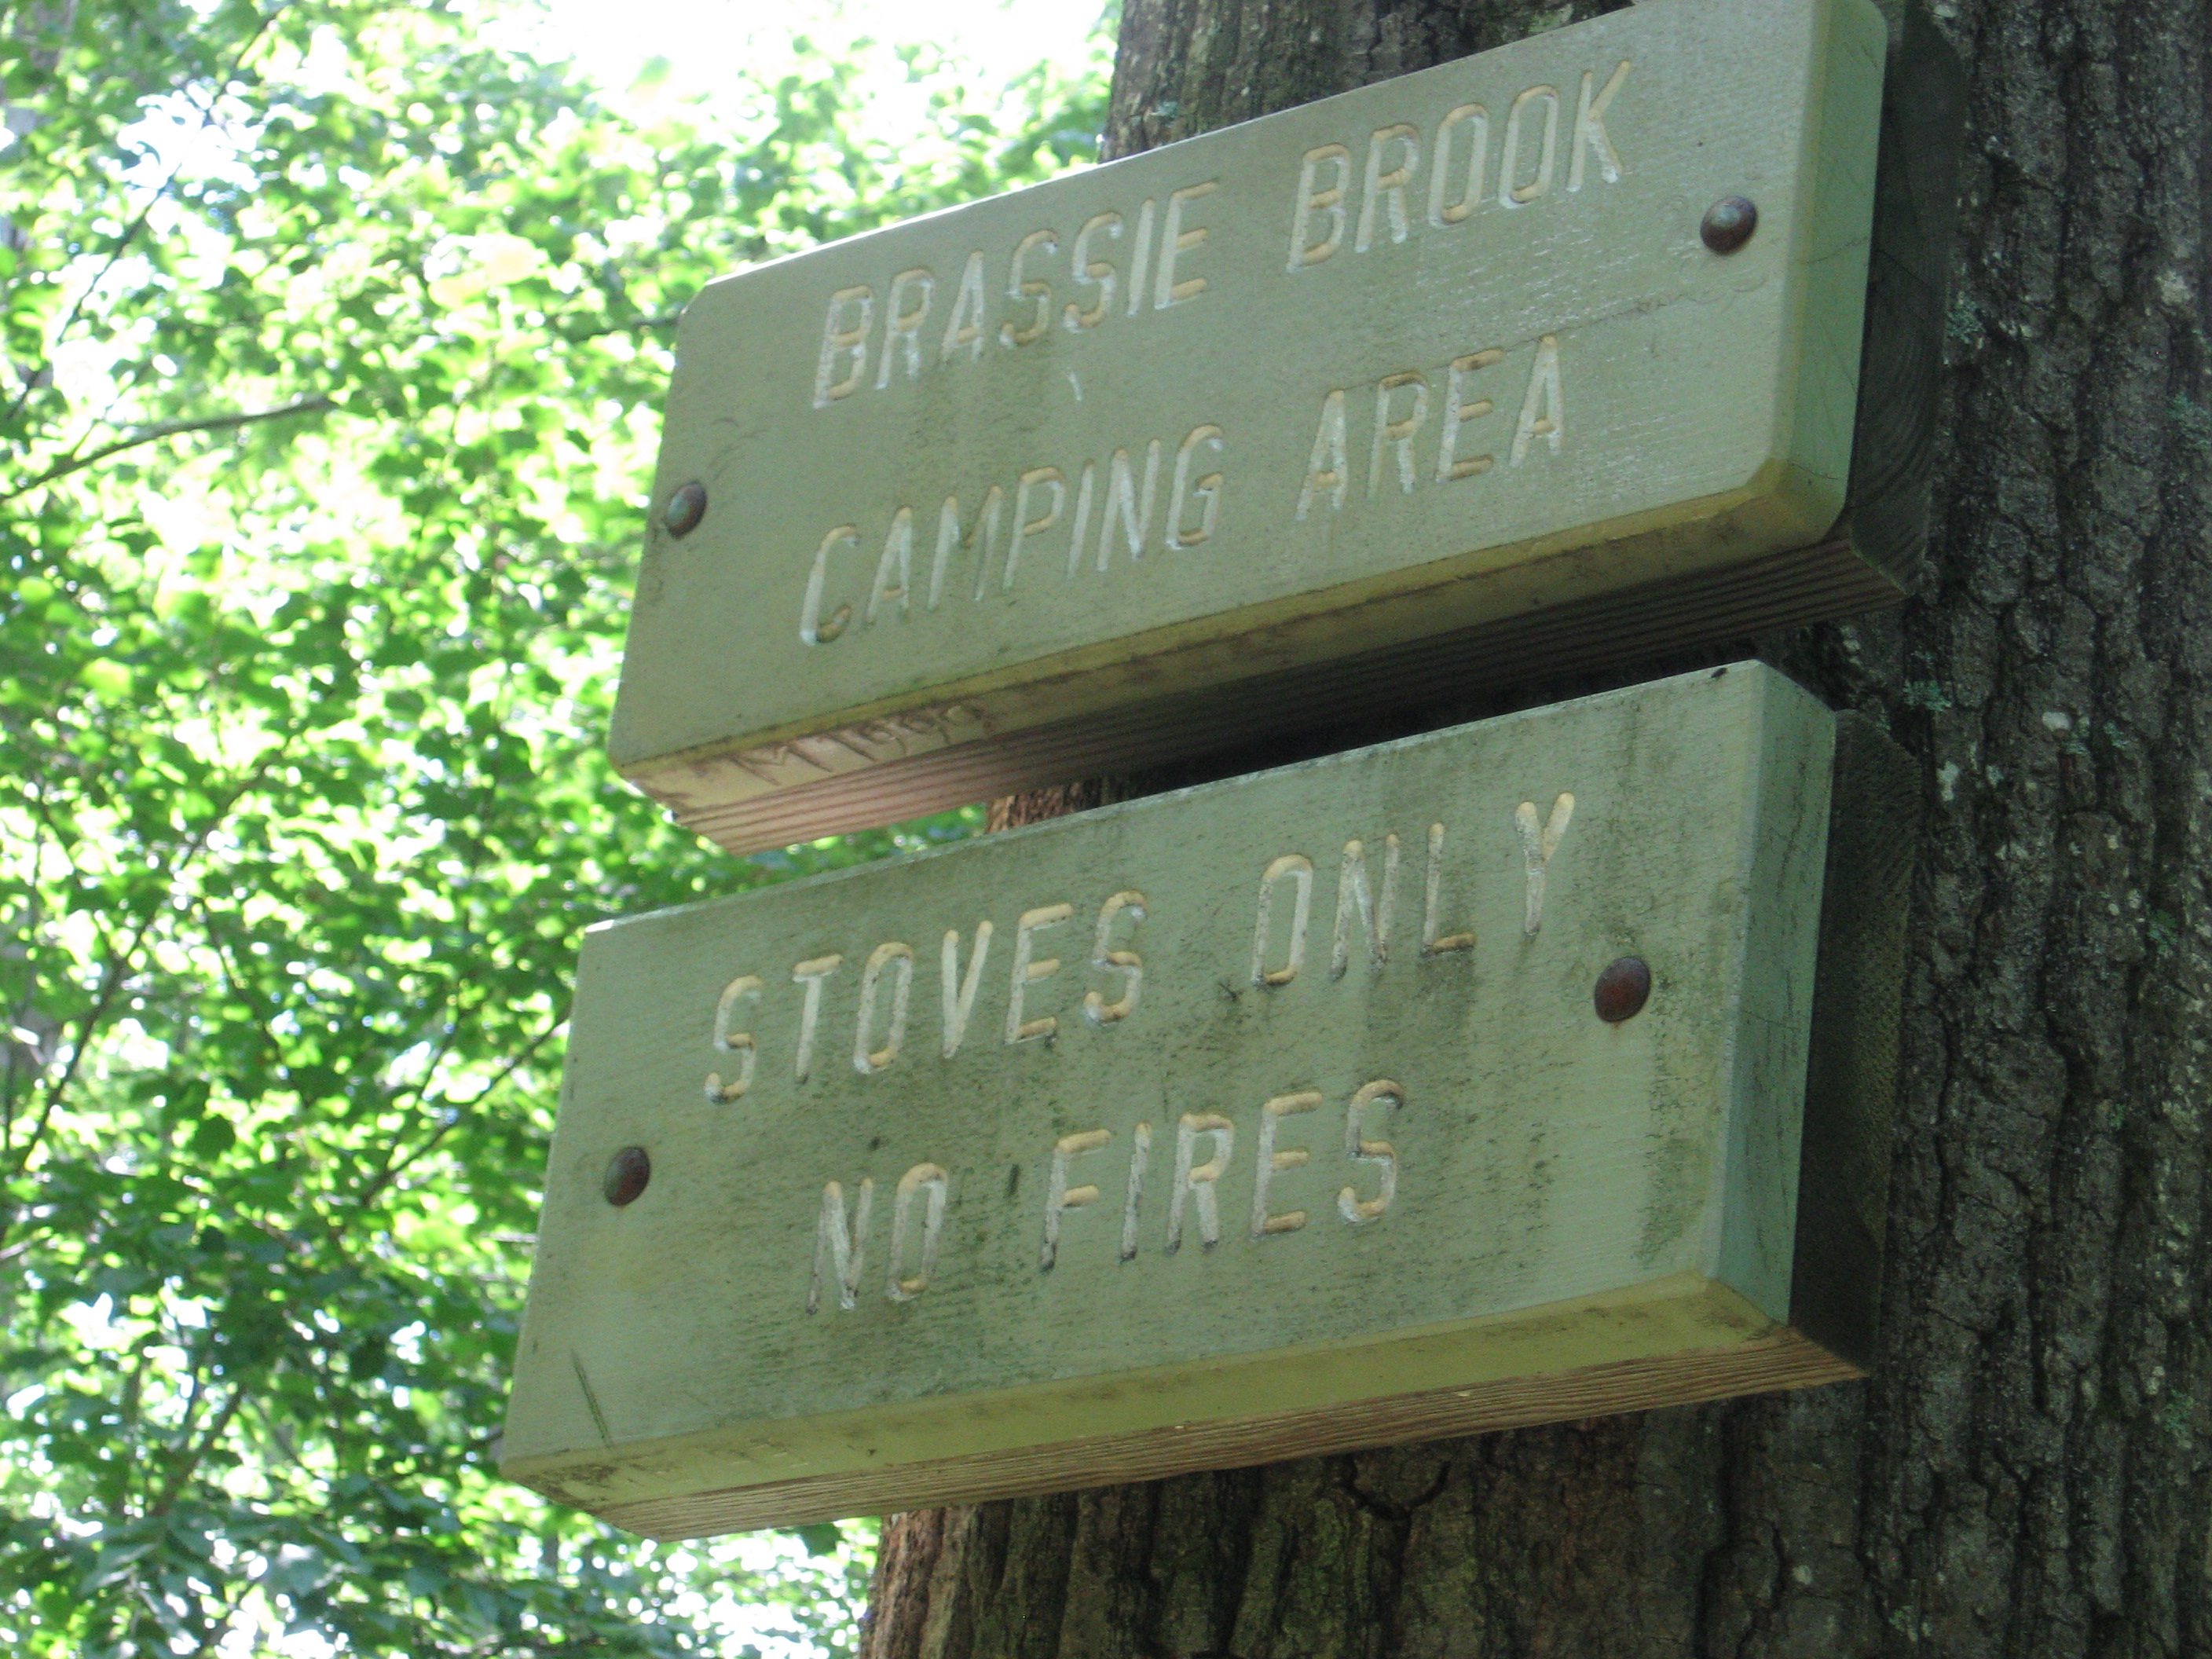 BRASSIE BROOK
CAMPING AREA
STOVES ONLY
NO FIRES